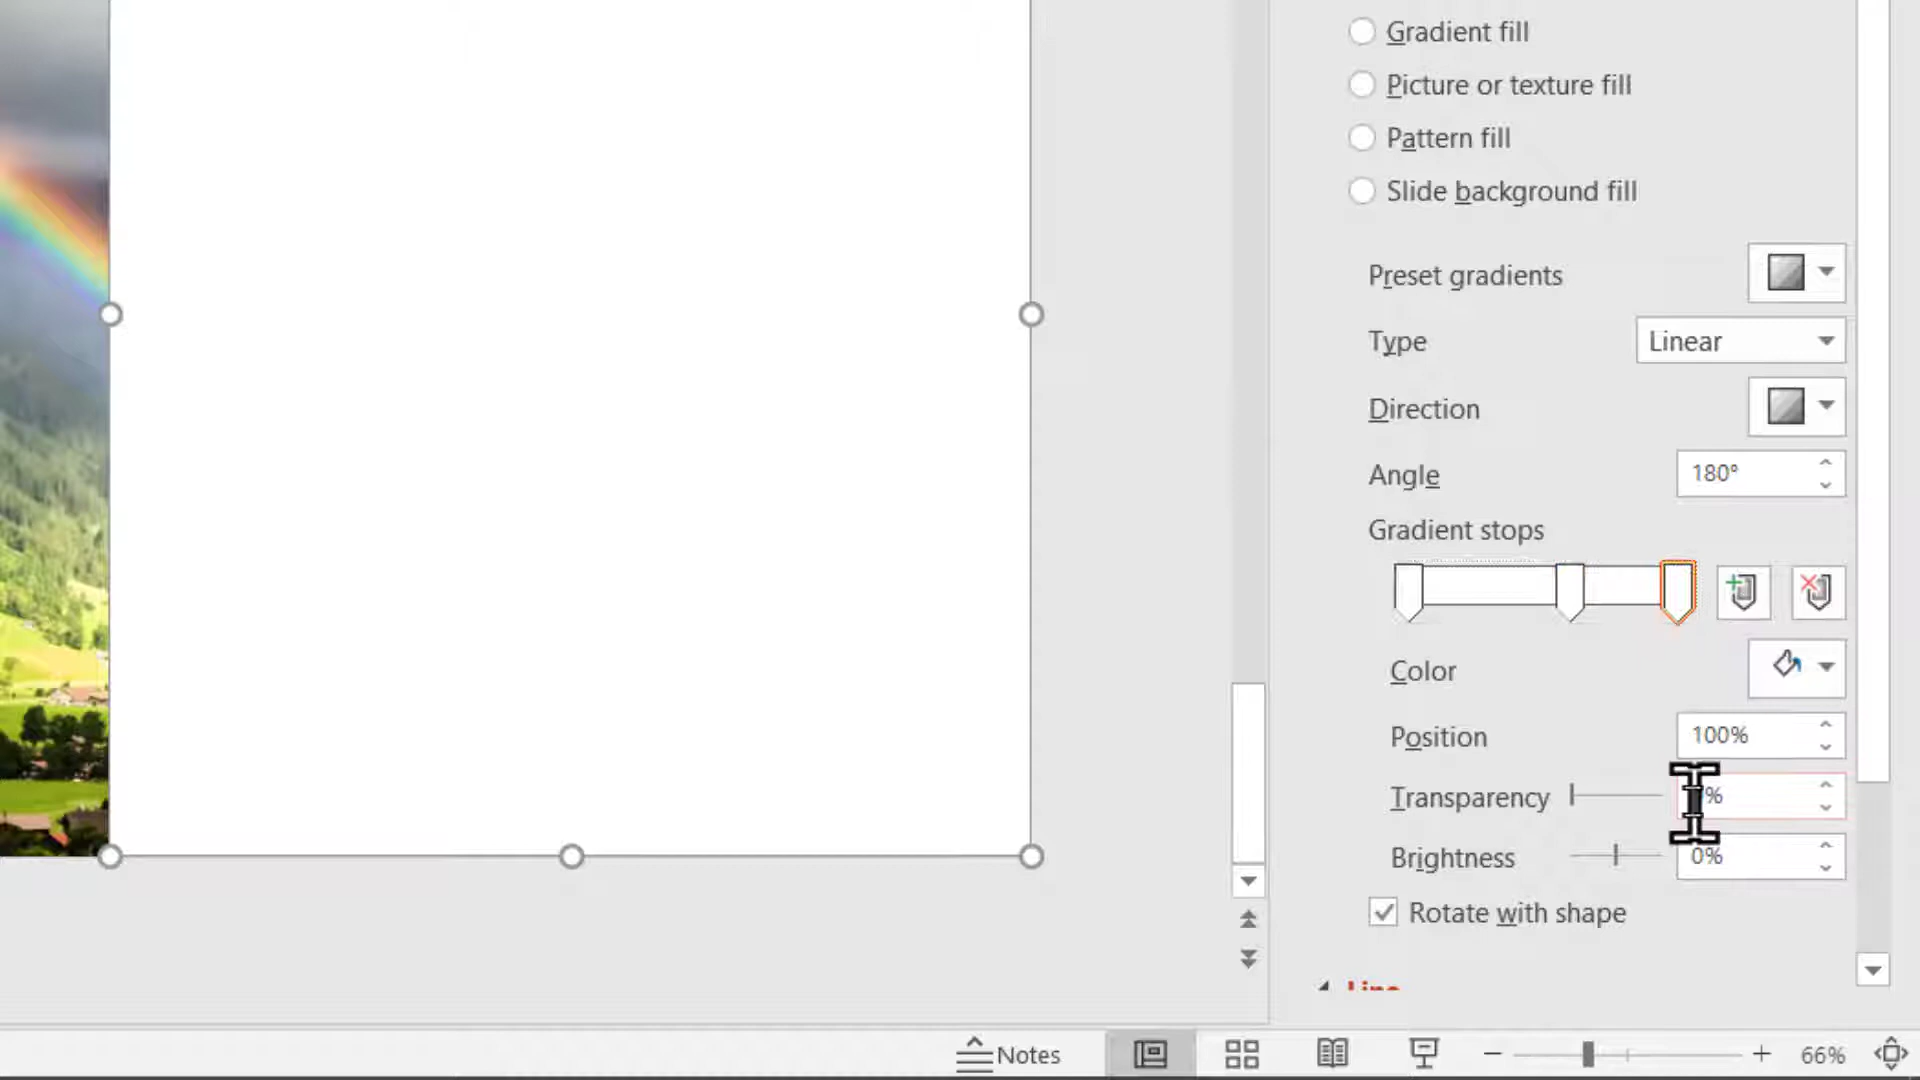 Gradient fill
Picture or texture fill
Pattern fill
Slide background fill
Preset gradients
Type Linear
Direction
Angle 180°
Gradient stops
Color
Position 100%
Transparency %
Brightness 0%
Rotate with shape
Notes 66%